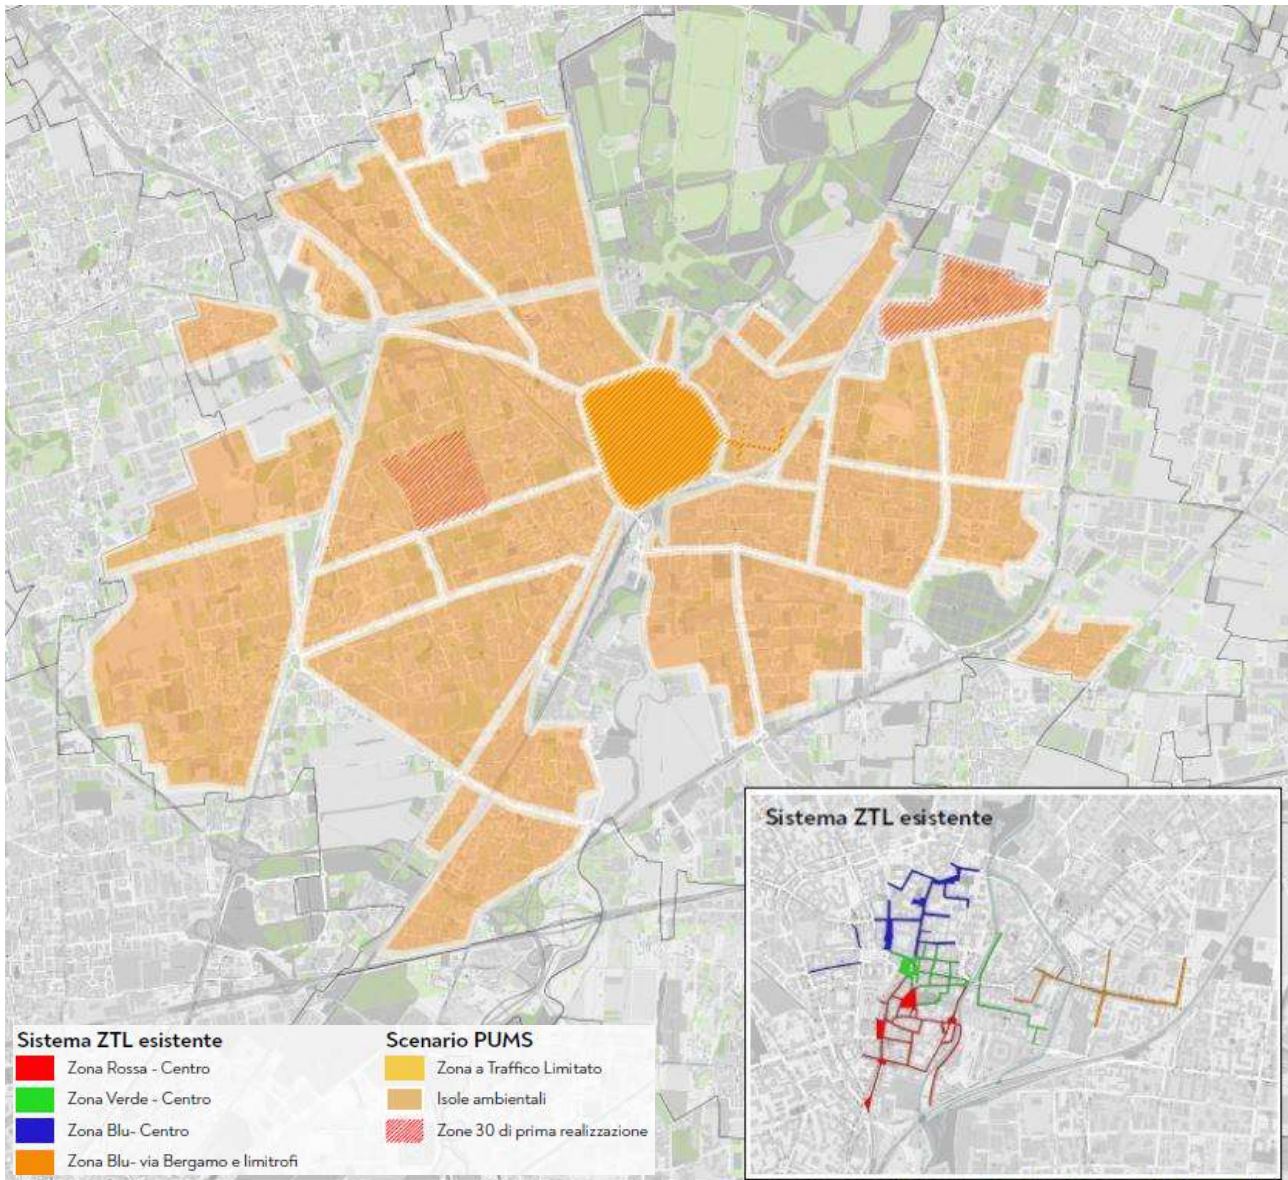 Sistema ZTL esistente
Sistema ZTL esistente
Zona Rossa - Centro
Zona Verde - Centro
Zona Blu- Centro
Zona Blu- via Bergamo e limitrofi
Scenario PUMS
Zona a Traffico Limitato
Isole ambientali
Zone 30 di prima realizzazione